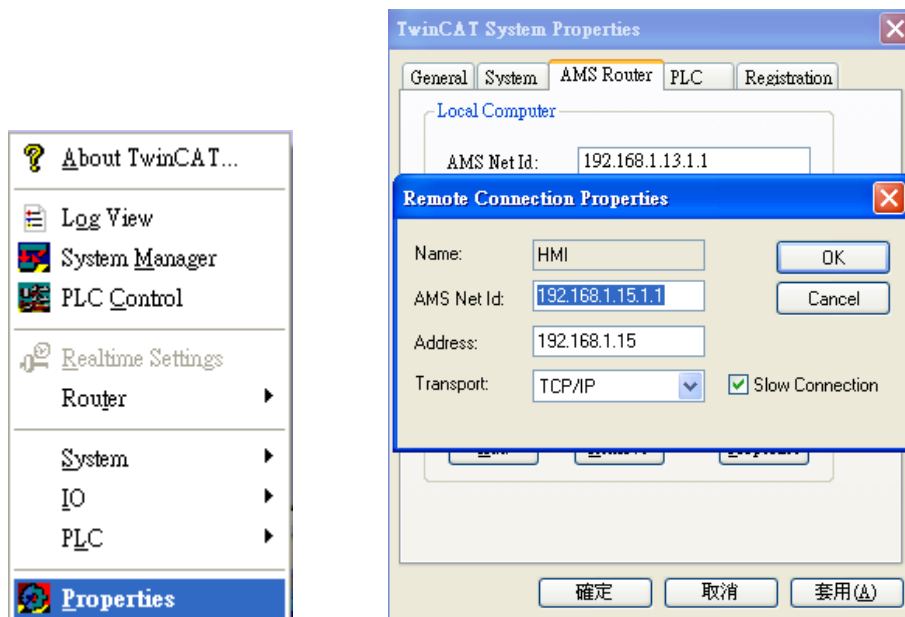 About TwinCAT...
Log View
System Manager
PLC Control
Realtime Settings
Router
System
IO
PLC
Properties
TwinCAT System Properties
General System AMS Router PLC Registration
Local Computer
AMS Net Id: 192.168.1.13.1.1
Remote Connection Properties
Name: HMI OK
AMS Net Id: 192.168.1.15.1.1 Cancel
Address: 192.168.1.15
Transport: TCP/IP Slow Connection
確定 取消 套用(A)